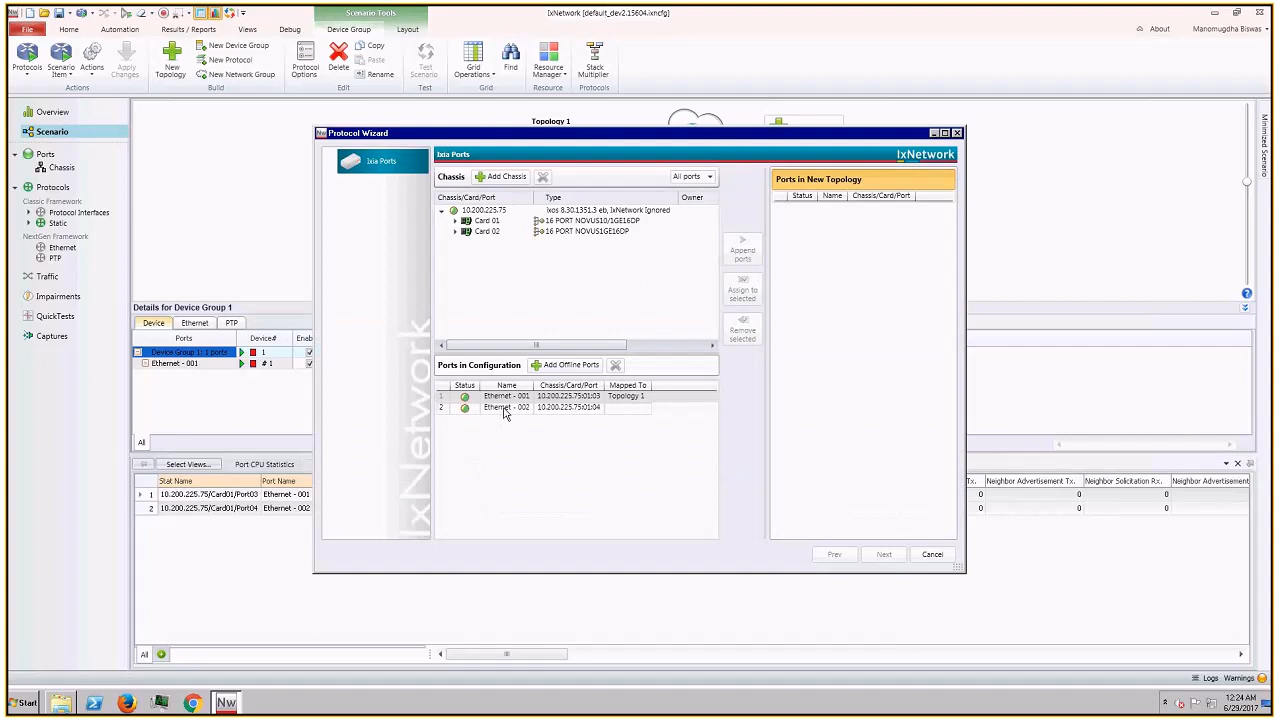 Scenario Tools
IxNetwork [default_dev2.15604.ixncfg]
File Home Automation Results / Reports Views Debug Device Group Layout
About Manomugdha Biswas
Protocols Scenario Item Actions Apply Changes
Actions
New Topology
New Device Group
New Protocol
New Network Group
Build
Protocol Options Delete
Copy
Paste
Rename
Edit
Test Scenario
Test
Grid Operations Find
Grid
Resource Manager
Resource
Stack Multiplier
Protocols
Overview
Scenario
Ports
Chassis
Protocols
Classic Framework
Protocol Interfaces
Static
NextGen Framework
Ethernet
PTP
Traffic
Impairments
QuickTests
Captures
Topology 1
Minimized Scenario
Nw Protocol Wizard
Ixia Ports
Ixia Ports
IxNetwork
Chassis Add Chassis All ports
Chassis/Card/Port Type Owner
10.200.225.75 Ixos 8.30.1351.3 eb, IxNetwork Ignored
Card 01 16 PORT NOVUS10/1GE16DP
Card 02 16 PORT NOVUS1GE16DP
Append ports
Assign to selected
Remove selected
Ports in New Topology
Status Name Chassis/Card/Port
Ports in Configuration Add Offline Ports
Status Name Chassis/Card/Port Mapped To
1 Ethernet - 001 10.200.225.75:01:03 Topology 1
2 Ethernet - 002 10.200.225.75:01:04
IxNetwork
Prev Next Cancel
Details for Device Group 1
Device Ethernet PTP
Ports Device# Enab
Device Group 1: 1 ports 1
Ethernet - 001 # 1
All
Select Views... Port CPU Statistics
Stat Name Port Name
1 10.200.225.75/Card01/Port03 Ethernet - 001
2 10.200.225.75/Card01/Port04 Ethernet - 002
Tx. Neighbor Advertisement Tx. Neighbor Solicitation Rx. Neighbor Advertisement
0 0 0
0 0 0
All
Logs Warnings
Start Nw
12:24 AM
6/29/2017